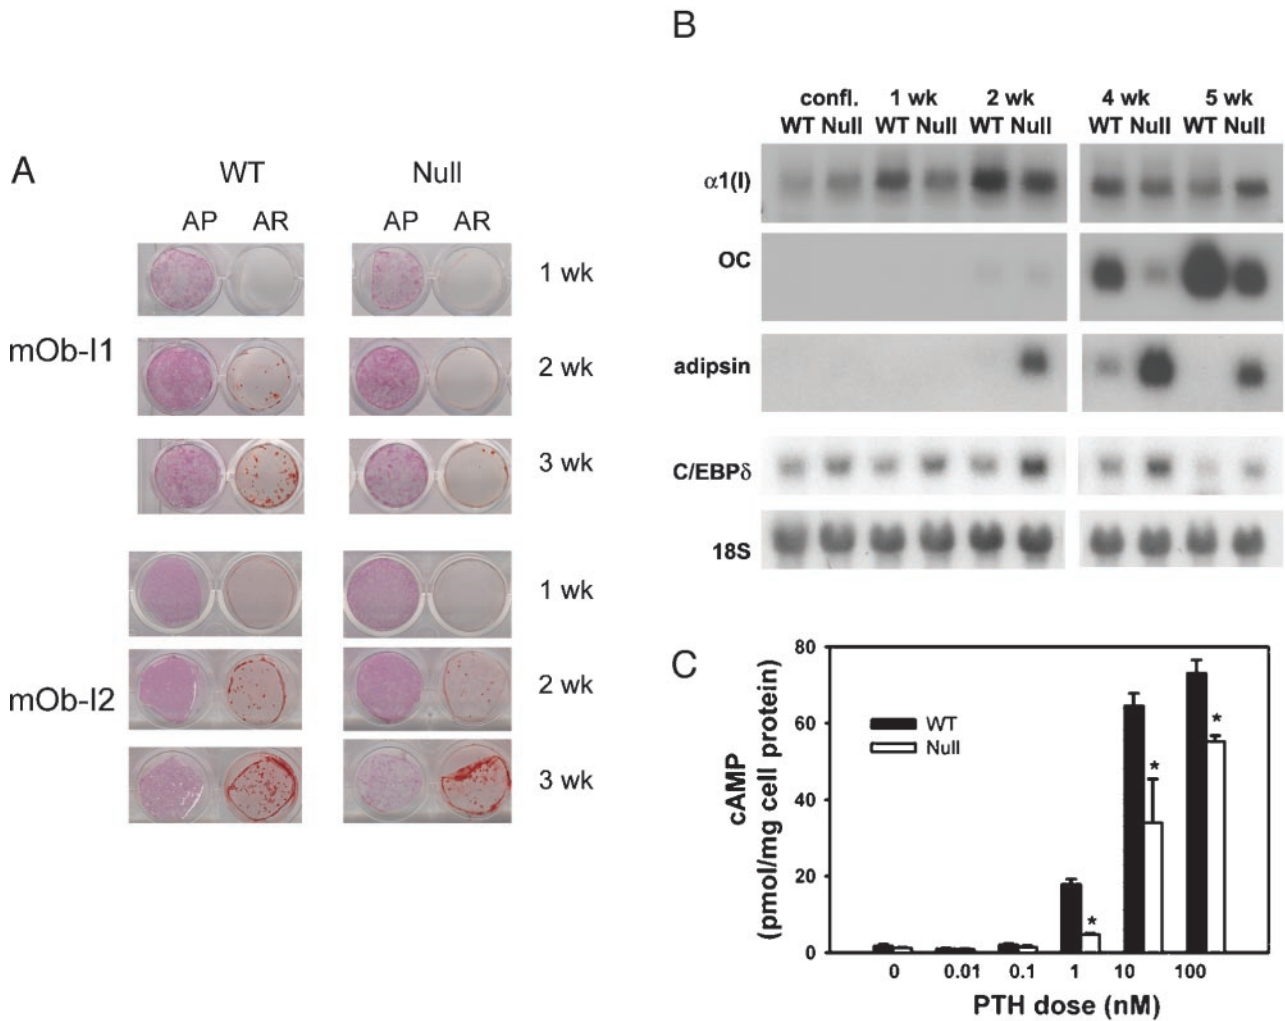 A
WT Null
AP AR AP AR
1 wk
mOb-I1
2 wk
3 wk
1 wk
mOb-I2
2 wk
3 wk
B
confl. 1 wk 2 wk 4 wk 5 wk
WT Null WT Null WT Null WT Null WT Null
α1(I)
OC
adipsin
C/EBPδ
18S
C
cAMP
(pmol/mg cell protein)
80
60
40
20
0
WT
Null
* * *
0 0.01 0.1 1 10 100
PTH dose (nM)